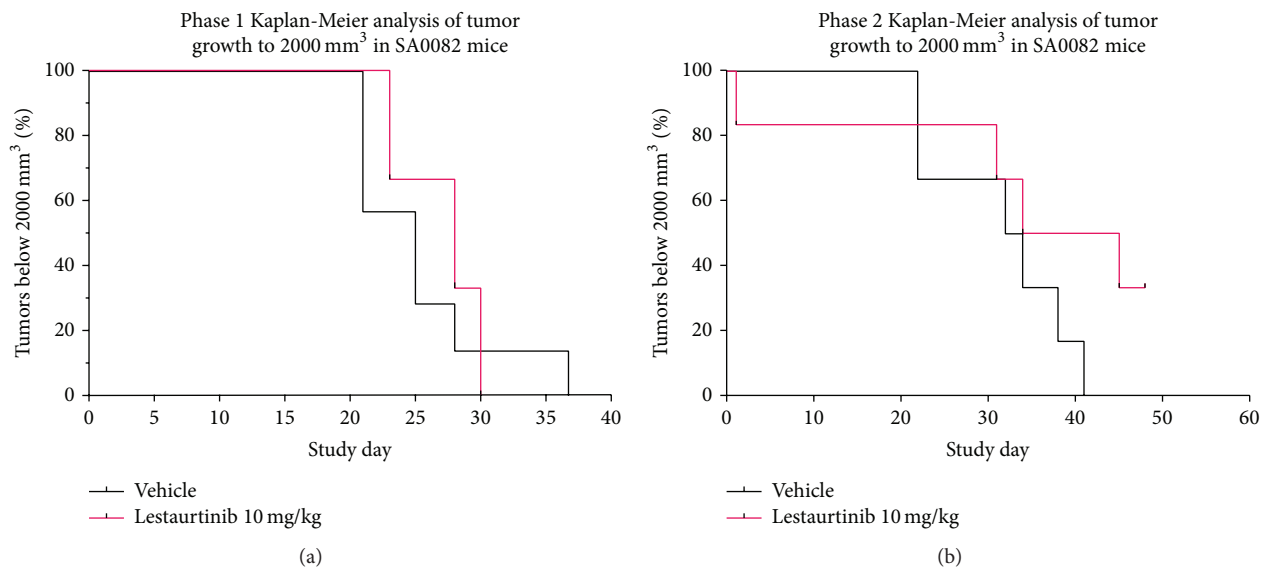 Phase 1 Kaplan-Meier analysis of tumor
growth to 2000 mm³ in SA0082 mice
100
80
60
40
20
0
Tumors below 2000 mm³ (%)
0 5 10 15 20 25 30 35 40
Study day
Vehicle
Lestaurtinib 10 mg/kg
(a)
Phase 2 Kaplan-Meier analysis of tumor
growth to 2000 mm³ in SA0082 mice
100
80
60
40
20
0
Tumors below 2000 mm³ (%)
0 10 20 30 40 50 60
Study day
Vehicle
Lestaurtinib 10 mg/kg
(b)